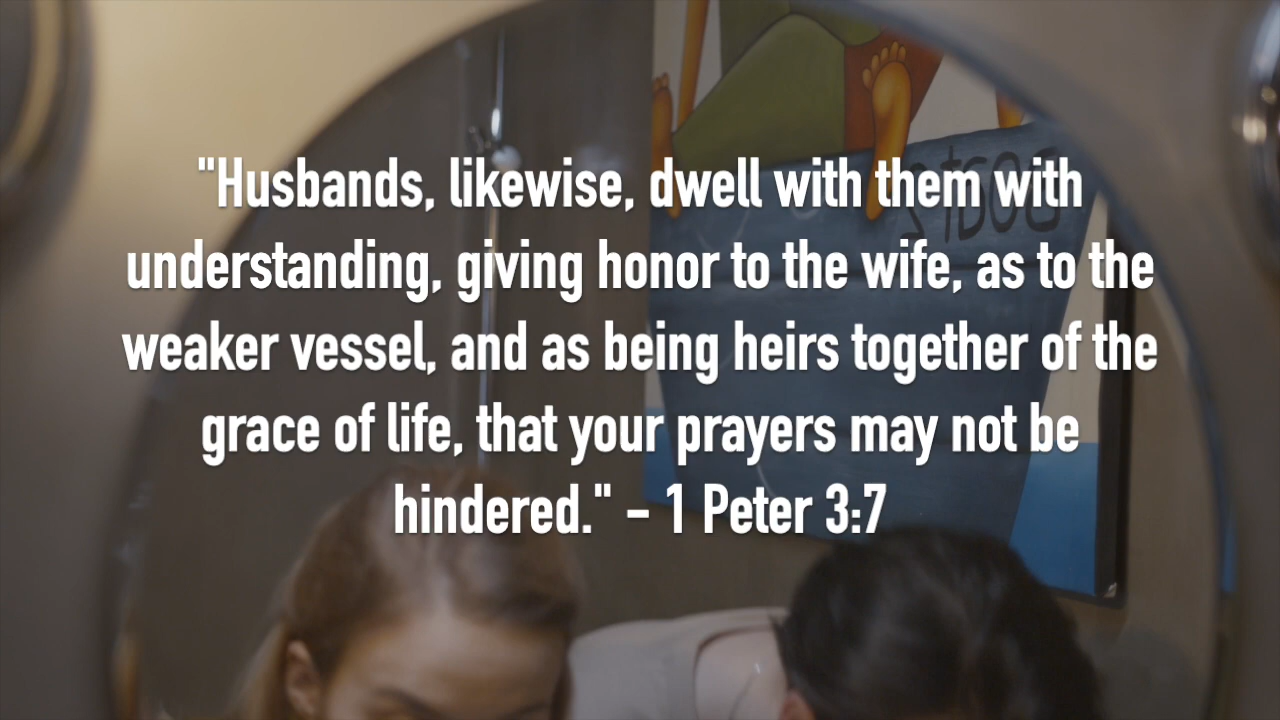 "Husbands, likewise, dwell with them with
understanding, giving honor to the wife, as to the
weaker vessel, and as being heirs together of the
grace of life, that your prayers may not be
hindered." – 1 Peter 3:7